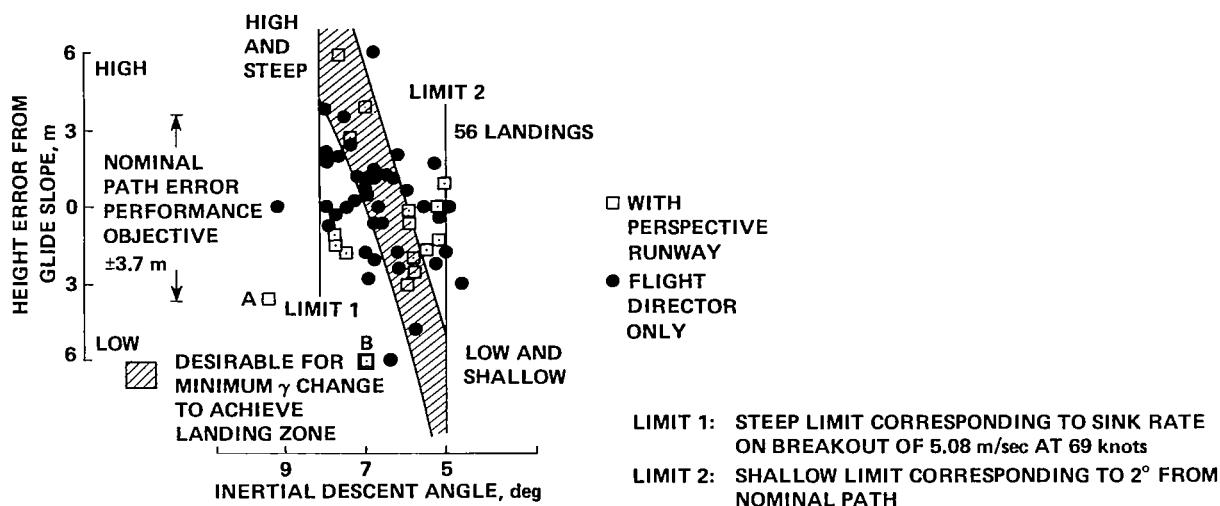 HEIGHT ERROR FROM
GLIDE SLOPE, m
6
3
0
3
6
HIGH
NOMINAL
PATH ERROR
PERFORMANCE
OBJECTIVE
±3.7 m
LOW
HIGH
AND
STEEP
LIMIT 2
56 LANDINGS
A
LIMIT 1
B
LOW AND
SHALLOW
DESIRABLE FOR
MINIMUM γ CHANGE
TO ACHIEVE
LANDING ZONE
9
7
5
INERTIAL DESCENT ANGLE, deg
WITH
PERSPECTIVE
RUNWAY
FLIGHT
DIRECTOR
ONLY
LIMIT 1: STEEP LIMIT CORRESPONDING TO SINK RATE
ON BREAKOUT OF 5.08 m/sec AT 69 knots
LIMIT 2: SHALLOW LIMIT CORRESPONDING TO 2° FROM
NOMINAL PATH